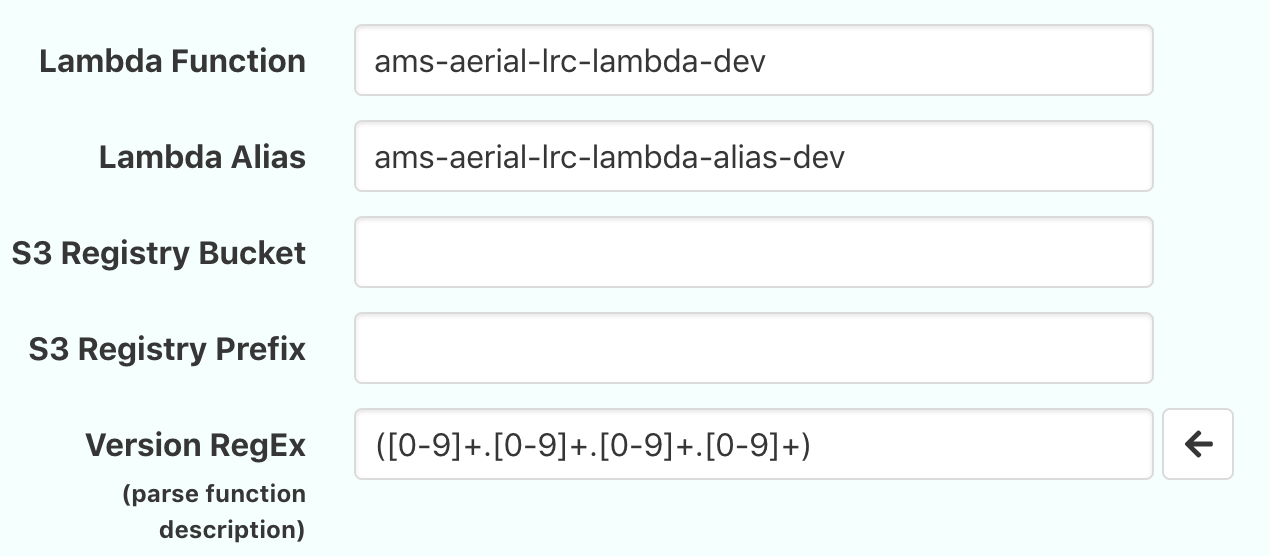 Lambda Function ams-aerial-lrc-lambda-dev
Lambda Alias ams-aerial-lrc-lambda-alias-dev
S3 Registry Bucket
S3 Registry Prefix
Version RegEx ([0-9]+.[0-9]+.[0-9]+.[0-9]+)
(parse function
description)